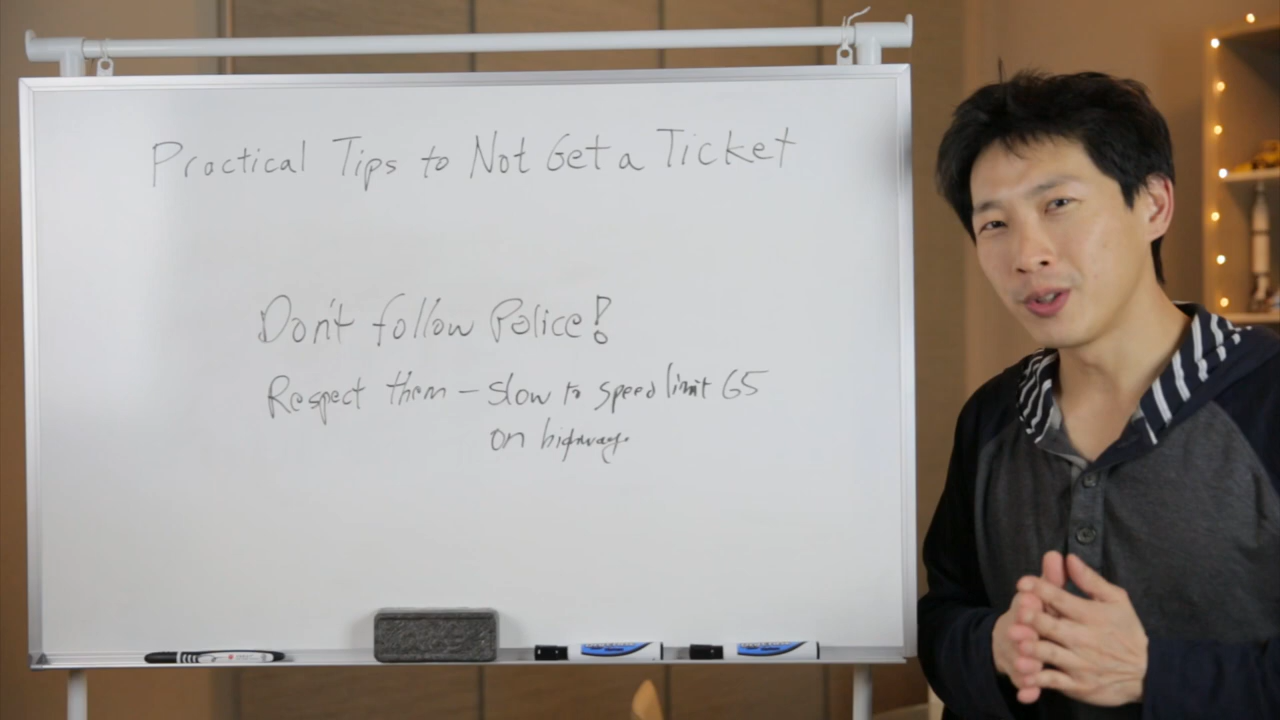 Practical Tips to Not Get a Ticket
Don't follow Police!
Respect them – slow to speed limit 65
on highways